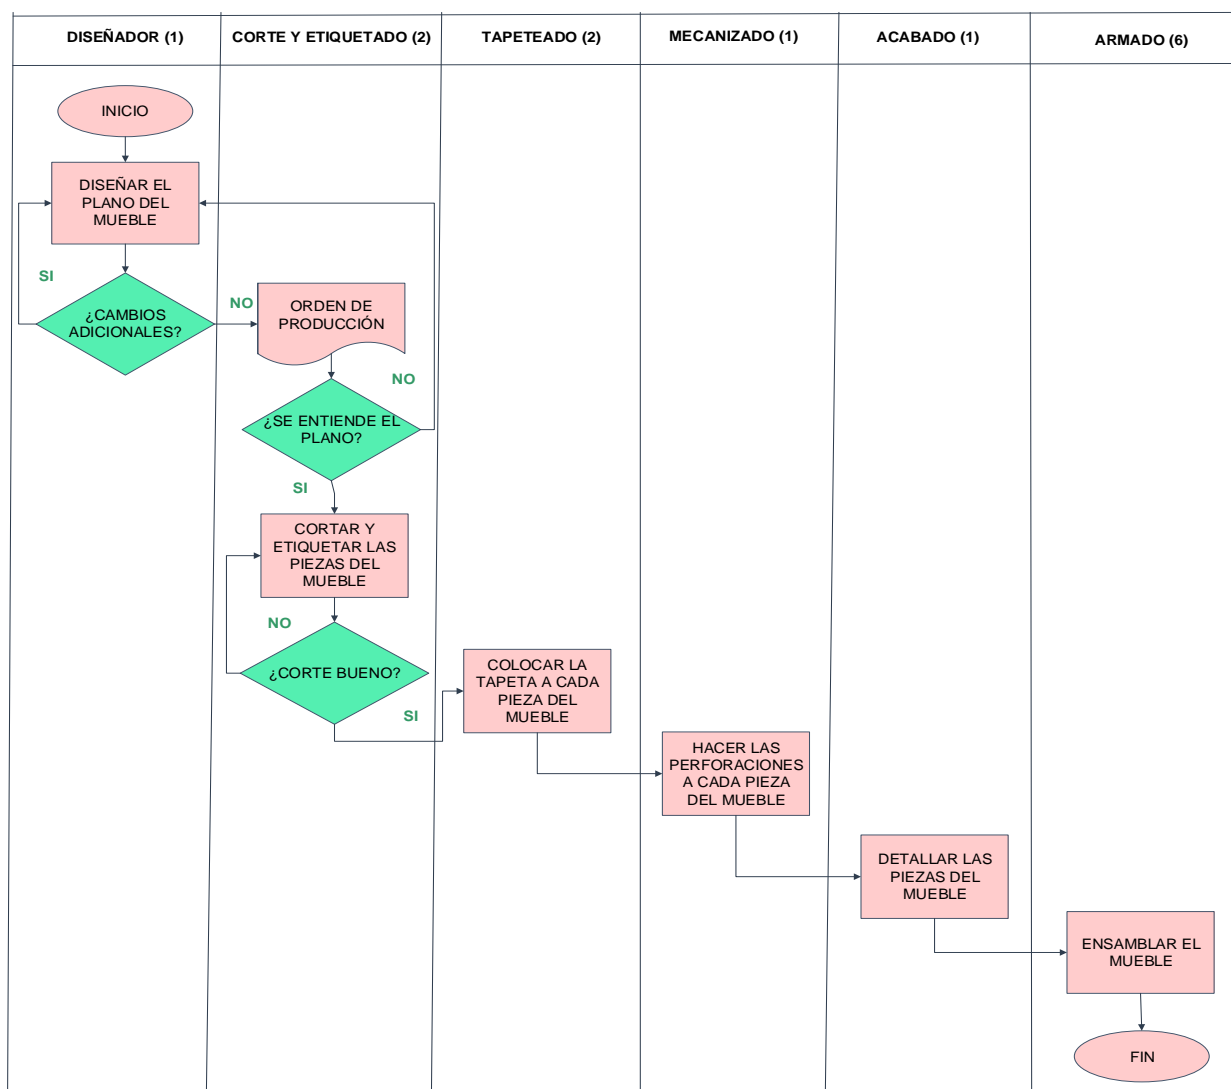 DISEÑADOR (1)
CORTE Y ETIQUETADO (2)
TAPETEADO (2)
MECANIZADO (1)
ACABADO (1)
ARMADO (6)
INICIO
DISEÑAR EL
PLANO DEL
MUEBLE
SI
¿CAMBIOS
ADICIONALES?
NO
ORDEN DE
PRODUCCIÓN
NO
¿SE ENTIENDE EL
PLANO?
SI
CORTAR Y
ETIQUETAR LAS
PIEZAS DEL
MUEBLE
NO
¿CORTE BUENO?
SI
COLOCAR LA
TAPETA A CADA
PIEZA DEL
MUEBLE
HACER LAS
PERFORACIONES
A CADA PIEZA
DEL MUEBLE
DETALLAR LAS
PIEZAS DEL
MUEBLE
ENSAMBLAR EL
MUEBLE
FIN